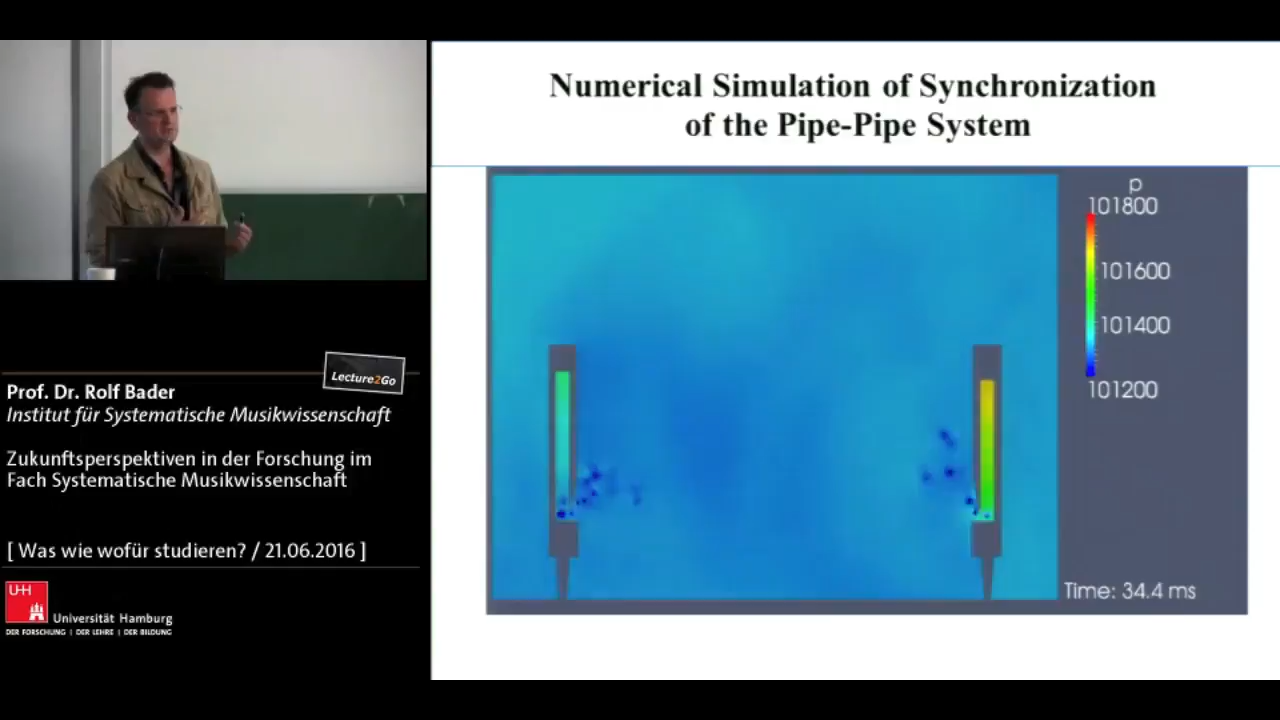 Numerical Simulation of Synchronization
of the Pipe-Pipe System
p
101800
101600
101400
101200
Time: 34.4 ms
Lecture2Go
Prof. Dr. Rolf Bader
Institut für Systematische Musikwissenschaft
Zukunftsperspektiven in der Forschung im
Fach Systematische Musikwissenschaft
[ Was wie wofür studieren? / 21.06.2016 ]
UH
Universität Hamburg
DER FORSCHUNG | DER LEHRE | DER BILDUNG